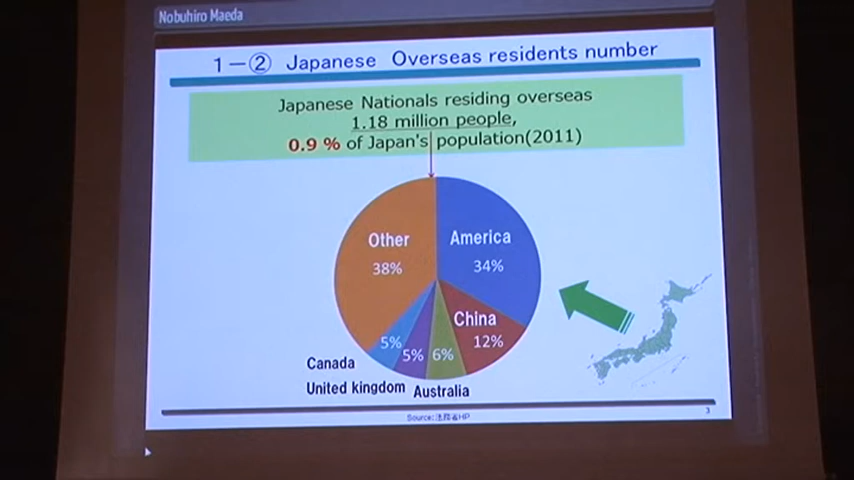 Nobuhiro Maeda
1－② Japanese Overseas residents number
Japanese Nationals residing overseas
1.18 million people,
0.9 % of Japan's population(2011)
Other
38%
America
34%
China
12%
6%
5%
5%
Canada
United kingdom
Australia
Source: 法務省HP
3